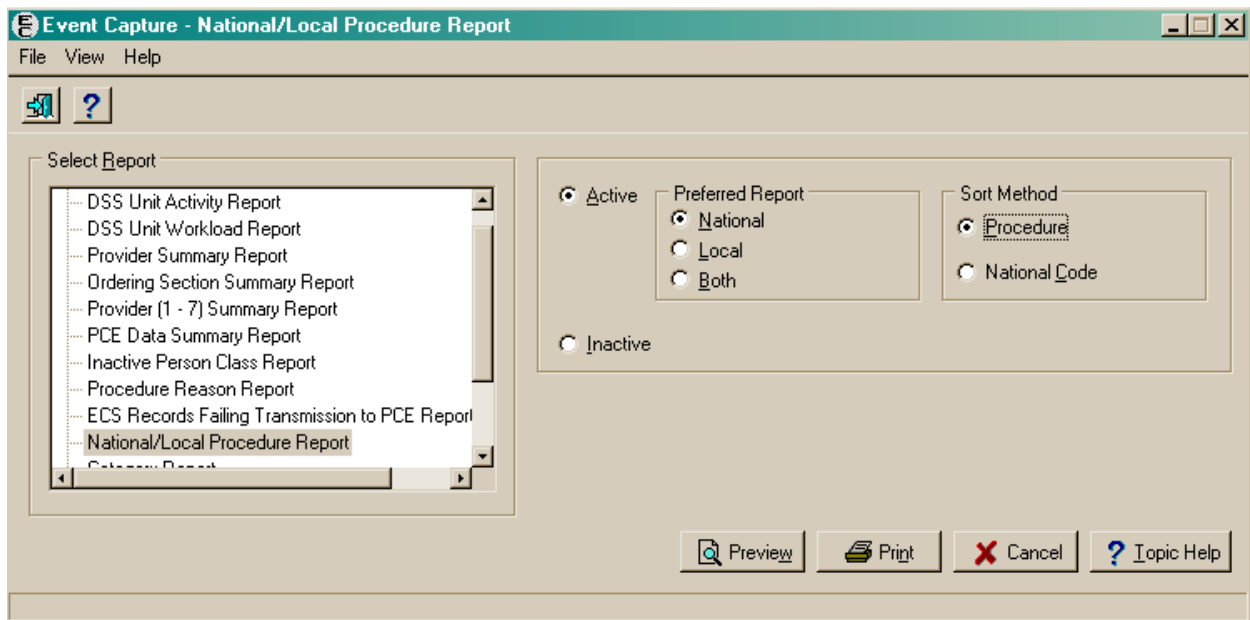 Event Capture - National/Local Procedure Report
File View Help
Select Report
DSS Unit Activity Report
DSS Unit Workload Report
Provider Summary Report
Ordering Section Summary Report
Provider (1 - 7) Summary Report
PCE Data Summary Report
Inactive Person Class Report
Procedure Reason Report
ECS Records Failing Transmission to PCE Report
National/Local Procedure Report
Category Report
Active
Preferred Report
National
Local
Both
Inactive
Sort Method
Procedure
National Code
Preview Print Cancel ? Topic Help